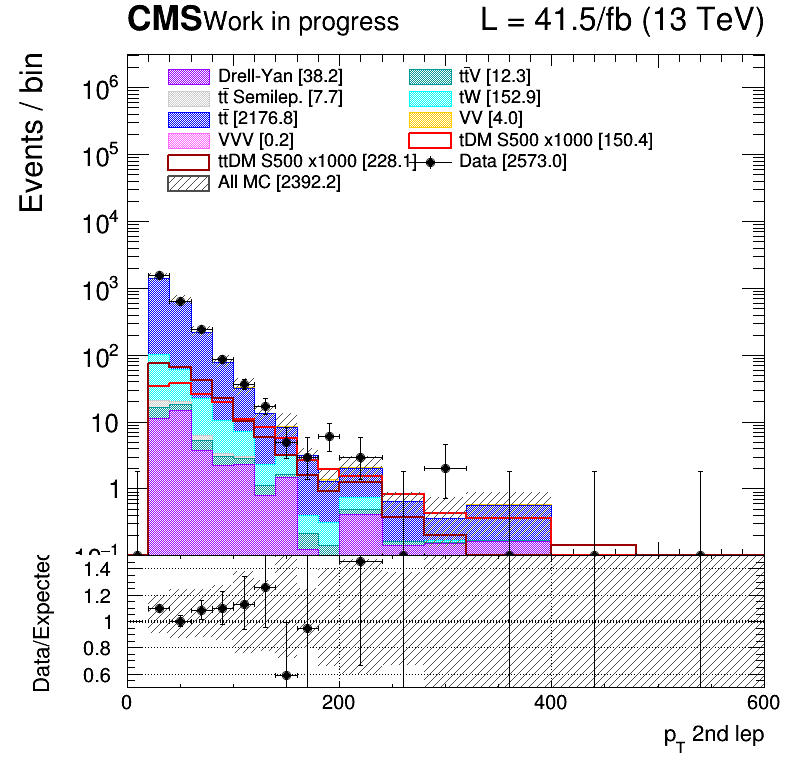 CMS Work in progress L = 41.5/fb (13 TeV)
Events / bin
10⁶
10⁵
10⁴
10³
10²
10
1
10⁻¹
Drell-Yan [38.2] tt̄V [12.3]
tt̄ Semilep. [7.7] tW [152.9]
tt̄ [2176.8] VV [4.0]
VVV [0.2] tDM S500 x1000 [150.4]
ttDM S500 x1000 [228.1] Data [2573.0]
All MC [2392.2]
Data/Expected
1.4
1.2
1
0.8
0.6
0 200 400 600
p_T 2nd lep